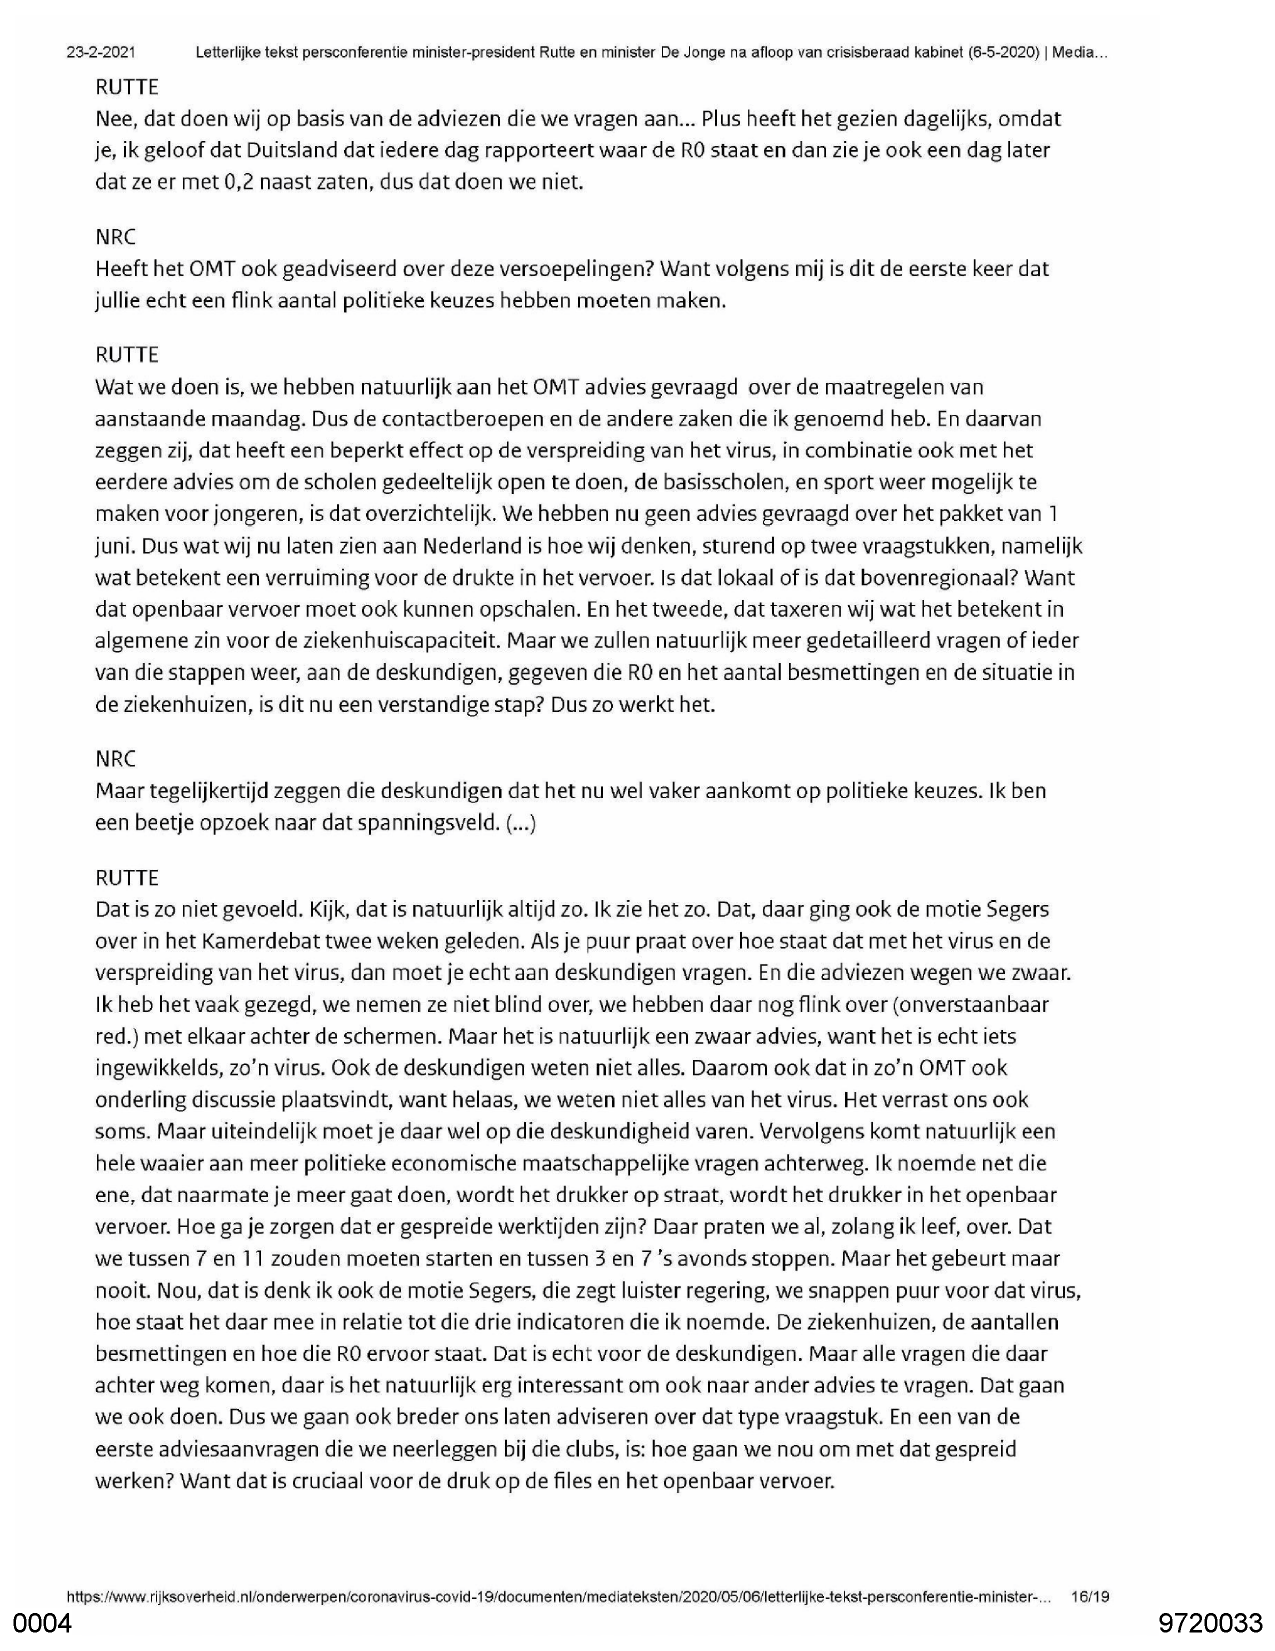 23-2-2021 Letterlijke tekst persconferentie minister-president Rutte en minister De Jonge na afloop van crisisberaad kabinet (6-5-2020) | Media...
RUTTE
Nee, dat doen wij op basis van de adviezen die we vragen aan... Plus heeft het gezien dagelijks, omdat
je, ik geloof dat Duitsland dat iedere dag rapporteert waar de R0 staat en dan zie je ook een dag later
dat ze er met 0,2 naast zaten, dus dat doen we niet.
NRC
Heeft het OMT ook geadviseerd over deze versoepelingen? Want volgens mij is dit de eerste keer dat
jullie echt een flink aantal politieke keuzes hebben moeten maken.
RUTTE
Wat we doen is, we hebben natuurlijk aan het OMT advies gevraagd  over de maatregelen van
aanstaande maandag. Dus de contactberoepen en de andere zaken die ik genoemd heb. En daarvan
zeggen zij, dat heeft een beperkt effect op de verspreiding van het virus, in combinatie ook met het
eerdere advies om de scholen gedeeltelijk open te doen, de basisscholen, en sport weer mogelijk te
maken voor jongeren, is dat overzichtelijk. We hebben nu geen advies gevraagd over het pakket van 1
juni. Dus wat wij nu laten zien aan Nederland is hoe wij denken, sturend op twee vraagstukken, namelijk
wat betekent een verruiming voor de drukte in het vervoer. Is dat lokaal of is dat bovenregionaal? Want
dat openbaar vervoer moet ook kunnen opschalen. En het tweede, dat taxeren wij wat het betekent in
algemene zin voor de ziekenhuiscapaciteit. Maar we zullen natuurlijk meer gedetailleerd vragen of ieder
van die stappen weer, aan de deskundigen, gegeven die R0 en het aantal besmettingen en de situatie in
de ziekenhuizen, is dit nu een verstandige stap? Dus zo werkt het.
NRC
Maar tegelijkertijd zeggen die deskundigen dat het nu wel vaker aankomt op politieke keuzes. Ik ben
een beetje opzoek naar dat spanningsveld. (...)
RUTTE
Dat is zo niet gevoeld. Kijk, dat is natuurlijk altijd zo. Ik zie het zo. Dat, daar ging ook de motie Segers
over in het Kamerdebat twee weken geleden. Als je puur praat over hoe staat dat met het virus en de
verspreiding van het virus, dan moet je echt aan deskundigen vragen. En die adviezen wegen we zwaar.
Ik heb het vaak gezegd, we nemen ze niet blind over, we hebben daar nog flink over (onverstaanbaar
red.) met elkaar achter de schermen. Maar het is natuurlijk een zwaar advies, want het is echt iets
ingewikkelds, zo'n virus. Ook de deskundigen weten niet alles. Daarom ook dat in zo'n OMT ook
onderling discussie plaatsvindt, want helaas, we weten niet alles van het virus. Het verrast ons ook
soms. Maar uiteindelijk moet je daar wel op die deskundigheid varen. Vervolgens komt natuurlijk een
hele waaier aan meer politieke economische maatschappelijke vragen achterweg. Ik noemde net die
ene, dat naarmate je meer gaat doen, wordt het drukker op straat, wordt het drukker in het openbaar
vervoer. Hoe ga je zorgen dat er gespreide werktijden zijn? Daar praten we al, zolang ik leef, over. Dat
we tussen 7 en 11 zouden moeten starten en tussen 3 en 7 's avonds stoppen. Maar het gebeurt maar
nooit. Nou, dat is denk ik ook de motie Segers, die zegt luister regering, we snappen puur voor dat virus,
hoe staat het daar mee in relatie tot die drie indicatoren die ik noemde. De ziekenhuizen, de aantallen
besmettingen en hoe die R0 ervoor staat. Dat is echt voor de deskundigen. Maar alle vragen die daar
achter weg komen, daar is het natuurlijk erg interessant om ook naar ander advies te vragen. Dat gaan
we ook doen. Dus we gaan ook breder ons laten adviseren over dat type vraagstuk. En een van de
eerste adviesaanvragen die we neerleggen bij die clubs, is: hoe gaan we nou om met dat gespreid
werken? Want dat is cruciaal voor de druk op de files en het openbaar vervoer.
https://www.rijksoverheid.nl/onderwerpen/coronavirus-covid-19/documenten/mediateksten/2020/05/06/letterlijke-tekst-persconferentie-minister-... 16/19
0004 9720033